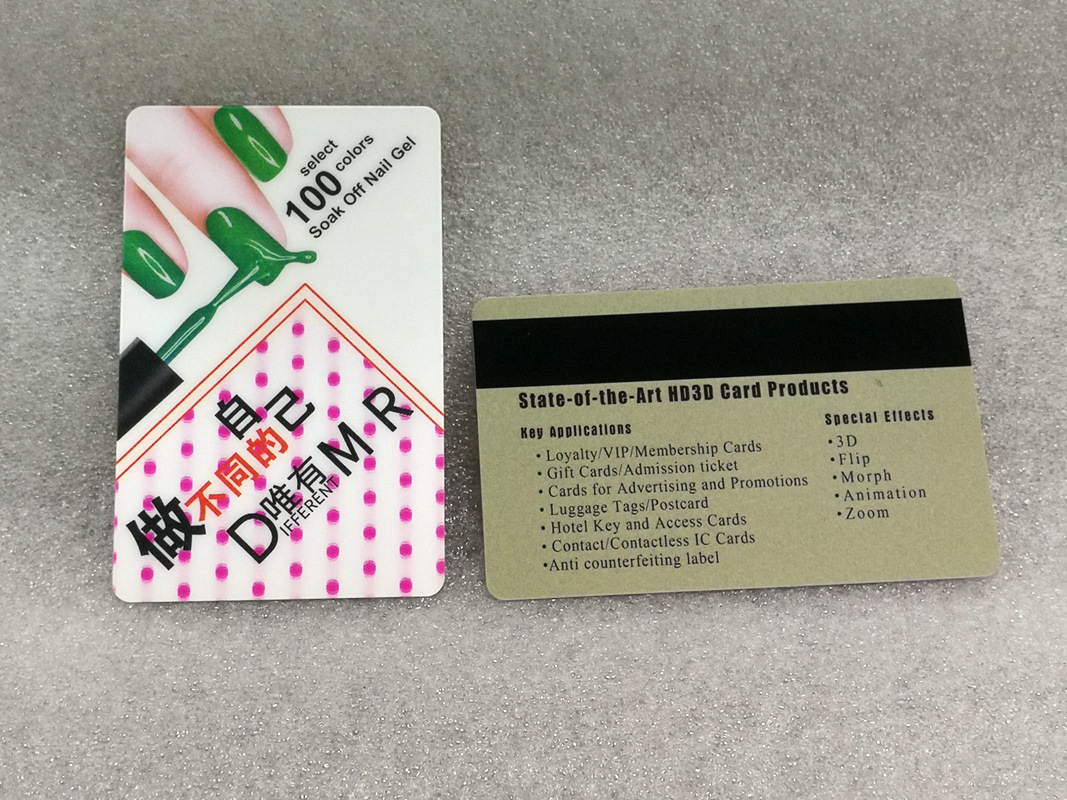 select
100 colors
Soak Off Nail Gel
自己
做不同的
唯有 M R
DIFFERENT
State-of-the-Art HD3D Card Products
Key Applications
• Loyalty/VIP/Membership Cards
• Gift Cards/Admission ticket
• Cards for Advertising and Promotions
• Luggage Tags/Postcard
• Hotel Key and Access Cards
• Contact/Contactless IC Cards
•Anti counterfeiting label
Special Effects
•3D
•Flip
•Morph
•Animation
•Zoom